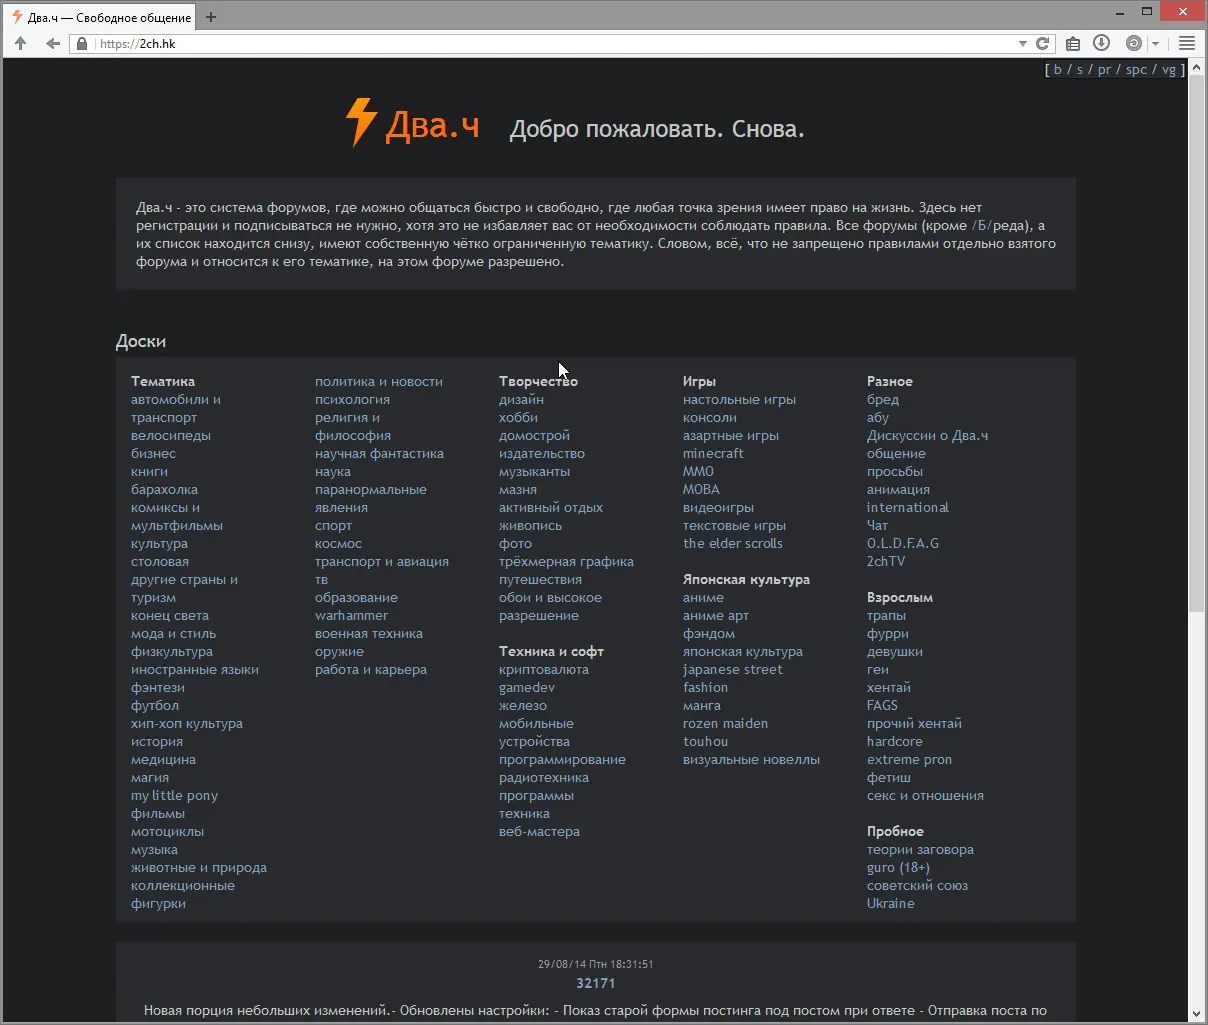 Два.ч — Свободное общение
https://2ch.hk
[ b / s / pr / spc / vg ]
Два.ч Добро пожаловать. Снова.
Два.ч - это система форумов, где можно общаться быстро и свободно, где любая точка зрения имеет право на жизнь. Здесь нет
регистрации и подписываться не нужно, хотя это не избавляет вас от необходимости соблюдать правила. Все форумы (кроме /Б/реда), а
их список находится снизу, имеют собственную чётко ограниченную тематику. Словом, всё, что не запрещено правилами отдельно взятого
форума и относится к его тематике, на этом форуме разрешено.
Доски
Тематика
автомобили и
транспорт
велосипеды
бизнес
книги
барахолка
комиксы и
мультфильмы
культура
столовая
другие страны и
туризм
конец света
мода и стиль
физкультура
иностранные языки
фэнтези
футбол
хип-хоп культура
история
медицина
магия
my little pony
фильмы
мотоциклы
музыка
животные и природа
коллекционные
фигурки
политика и новости
психология
религия и
философия
научная фантастика
наука
паранормальные
явления
спорт
космос
транспорт и авиация
тв
образование
warhammer
военная техника
оружие
работа и карьера
Творчество
дизайн
хобби
домострой
издательство
музыканты
мазня
активный отдых
живопись
фото
трёхмерная графика
путешествия
обои и высокое
разрешение
Техника и софт
криптовалюта
gamedev
железо
мобильные
устройства
программирование
радиотехника
программы
техника
веб-мастера
Игры
настольные игры
консоли
азартные игры
minecraft
ММО
MOBA
видеоигры
текстовые игры
the elder scrolls
Японская культура
аниме
аниме арт
фэндом
японская культура
japanese street
fashion
манга
rozen maiden
touhou
визуальные новеллы
Разное
бред
абу
Дискуссии о Два.ч
общение
просьбы
анимация
international
Чат
O.L.D.F.A.G
2chTV
Взрослым
трапы
фурри
девушки
геи
хентай
FAGS
прочий хентай
hardcore
extreme pron
фетиш
секс и отношения
Пробное
теории заговора
guro (18+)
советский союз
Ukraine
29/08/14 Птн 18:31:51
32171
Новая порция небольших изменений.- Обновлены настройки: - Показ старой формы постинга под постом при ответе - Отправка поста по